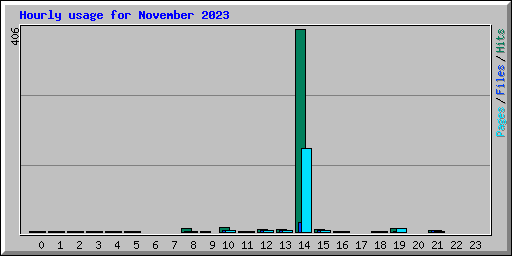 Hourly usage for November 2023
406
Pages/Files/Hits
0 1 2 3 4 5 6 7 8 9 10 11 12 13 14 15 16 17 18 19 20 21 22 23